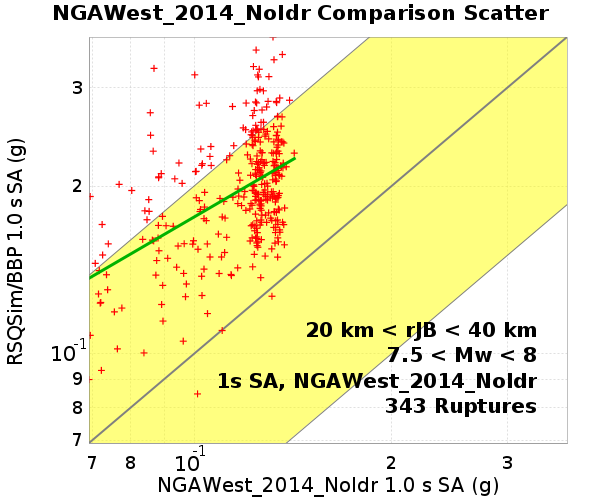 NGAWest_2014_NoIdr Comparison Scatter
3
2
10^-1
9
8
7
RSQSim/BBP 1.0 s SA (g)
20 km < rJB < 40 km
7.5 < Mw < 8
1s SA, NGAWest_2014_NoIdr
343 Ruptures
7 8 10^-1 2 3
NGAWest_2014_NoIdr 1.0 s SA (g)